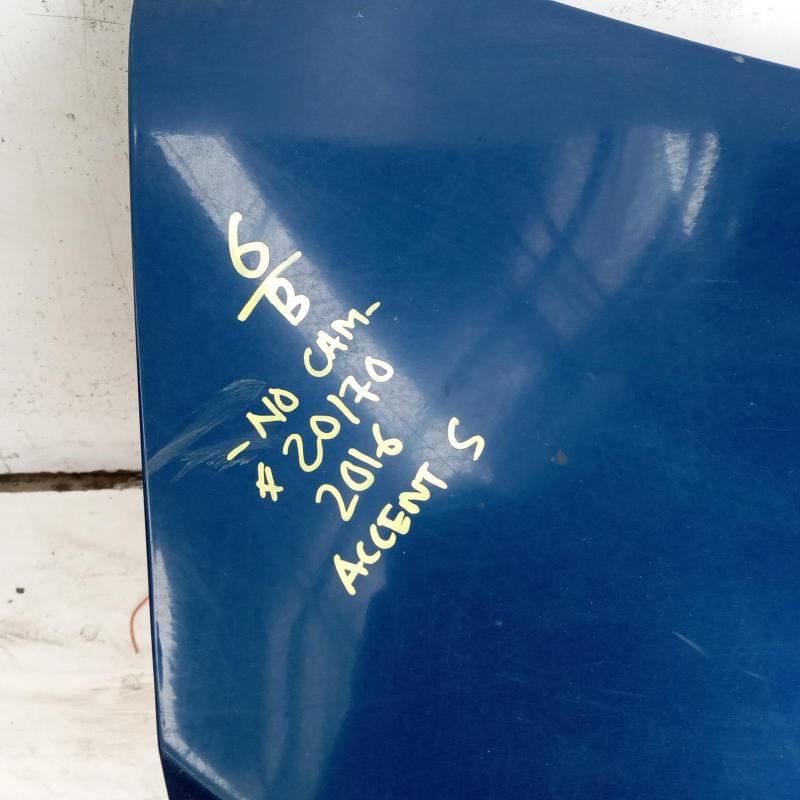 6/B
- NO CAM-
# 20170
2016
ACCENT S